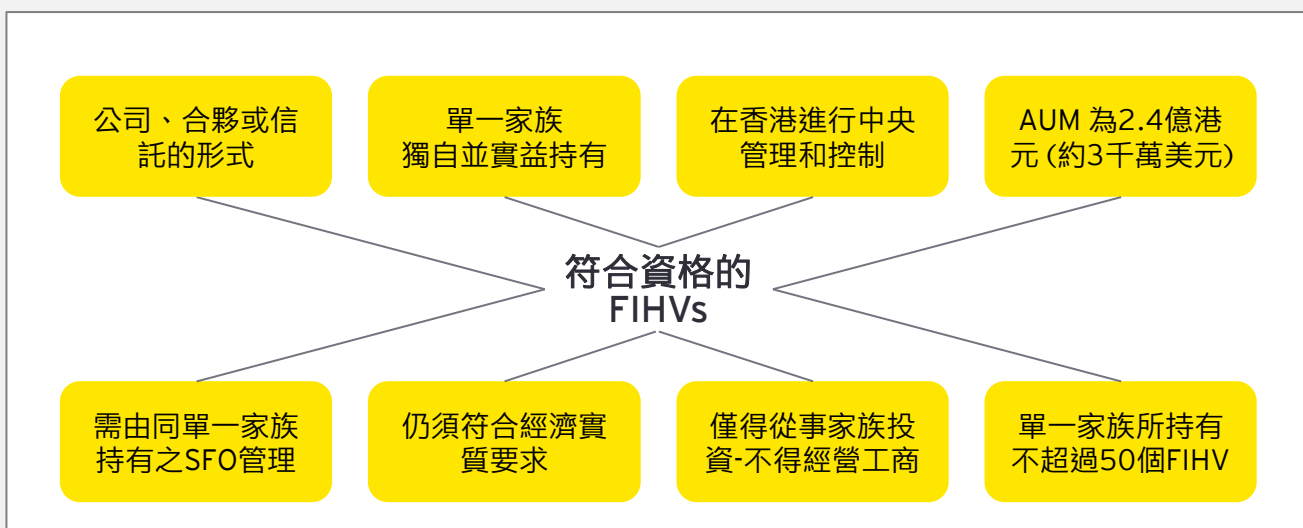 公司、合夥或信
託的形式
單一家族
獨自並實益持有
在香港進行中央
管理和控制
AUM 為2.4億港
元 (約3千萬美元)
符合資格的
FIHVs
需由同單一家族
持有之SFO管理
仍須符合經濟實
質要求
僅得從事家族投
資-不得經營工商
單一家族所持有
不超過50個FIHV